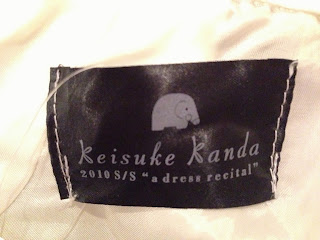 keisuke kanda
2010 S/S "a dress recital"